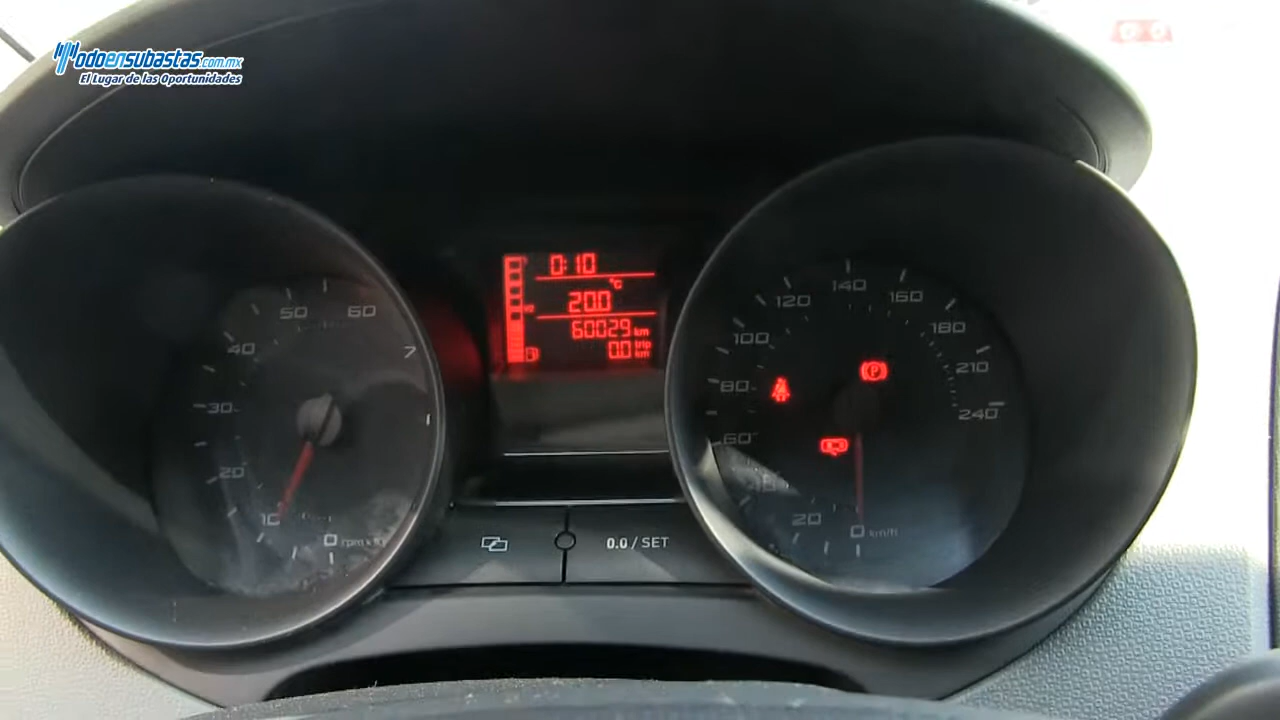 Todoensubastas.com.mx
El Lugar de las Oportunidades
0:10
°C
20.0
60029 km
0.0 trip km
10
20
30
40
50
60
7
0
0
20
60
80
100
120
140
160
180
210
240
km/h
(P)
0.0 / SET